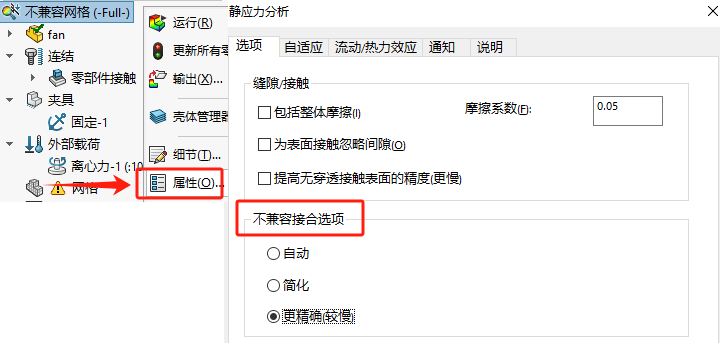 不兼容网格 (-Full-)
fan
连结
零部件接触
夹具
固定-1
外部载荷
离心力-1 (:10
网格
运行(R)
更新所有零
输出(X)...
壳体管理器
细节(T)...
属性(O)...
静应力分析
选项
自适应
流动/热力效应
通知
说明
缝隙/接触
包括整体摩擦(I)
摩擦系数(F):
0.05
为表面接触忽略间隙(O)
提高无穿透接触表面的精度(更慢)
不兼容接合选项
自动
简化
更精确(较慢)